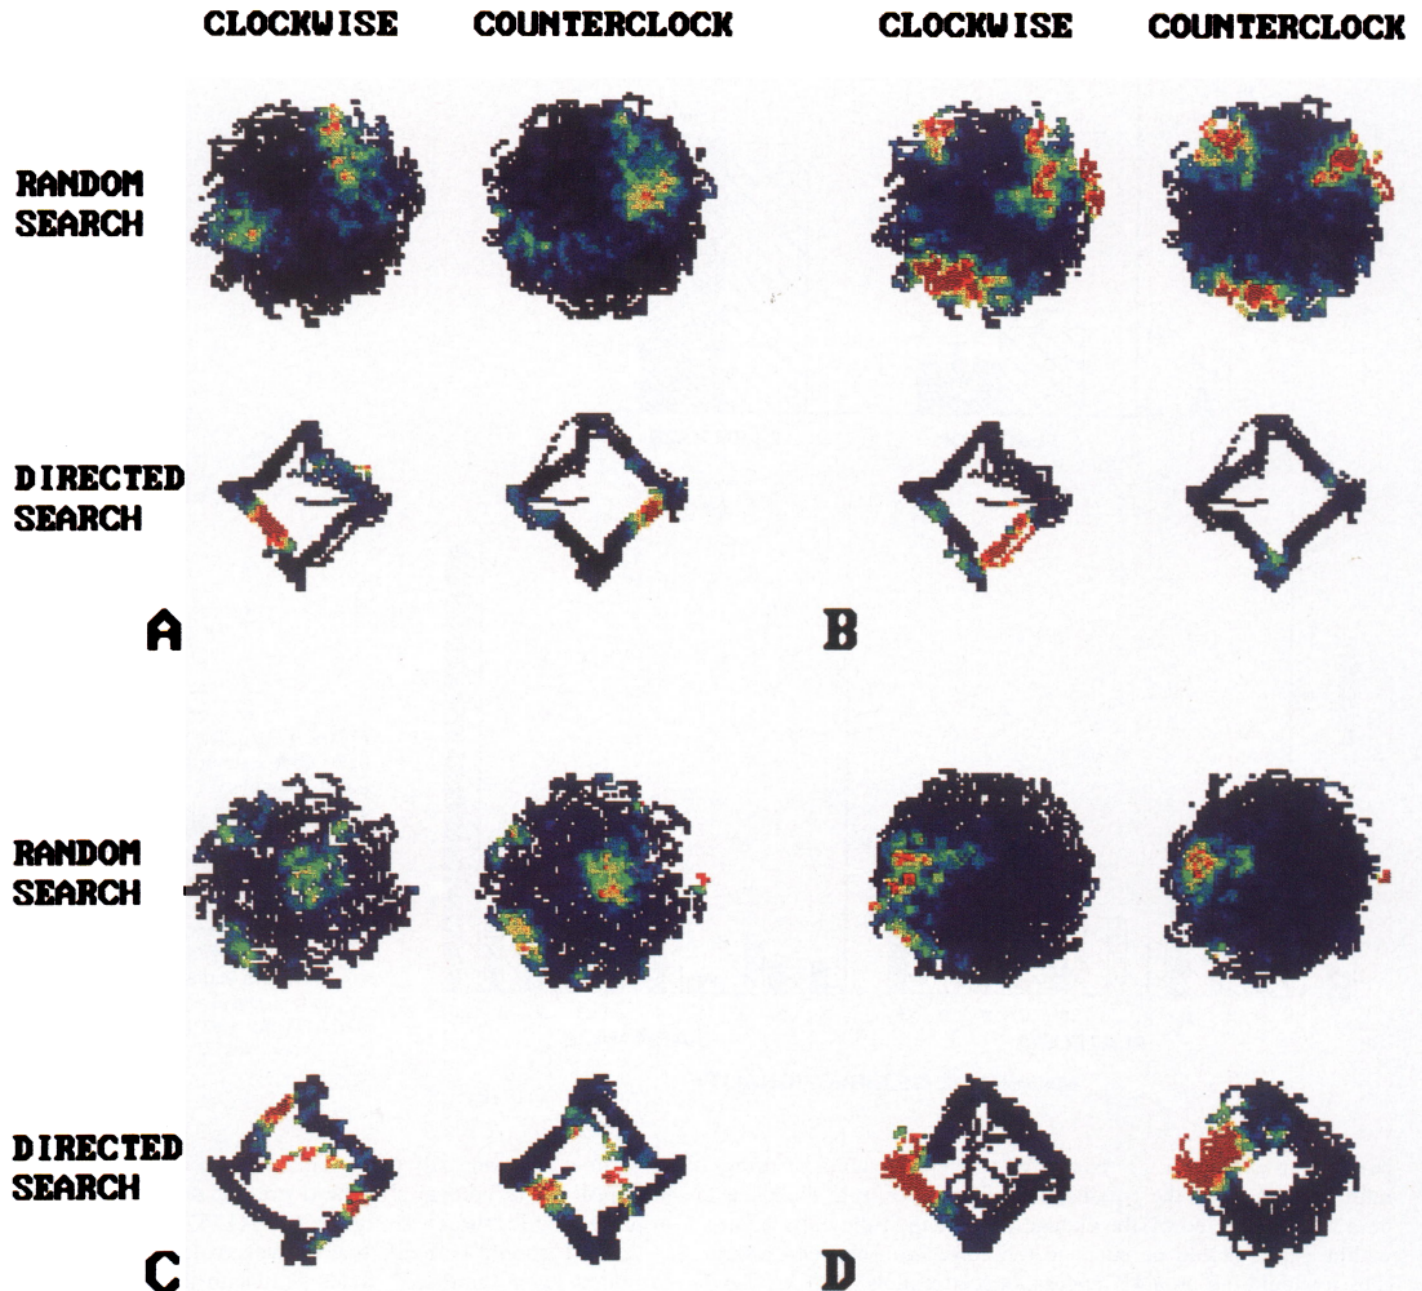 CLOCKWISE COUNTERCLOCK CLOCKWISE COUNTERCLOCK
RANDOM
SEARCH
DIRECTED
SEARCH
A B
RANDOM
SEARCH
DIRECTED
SEARCH
C D